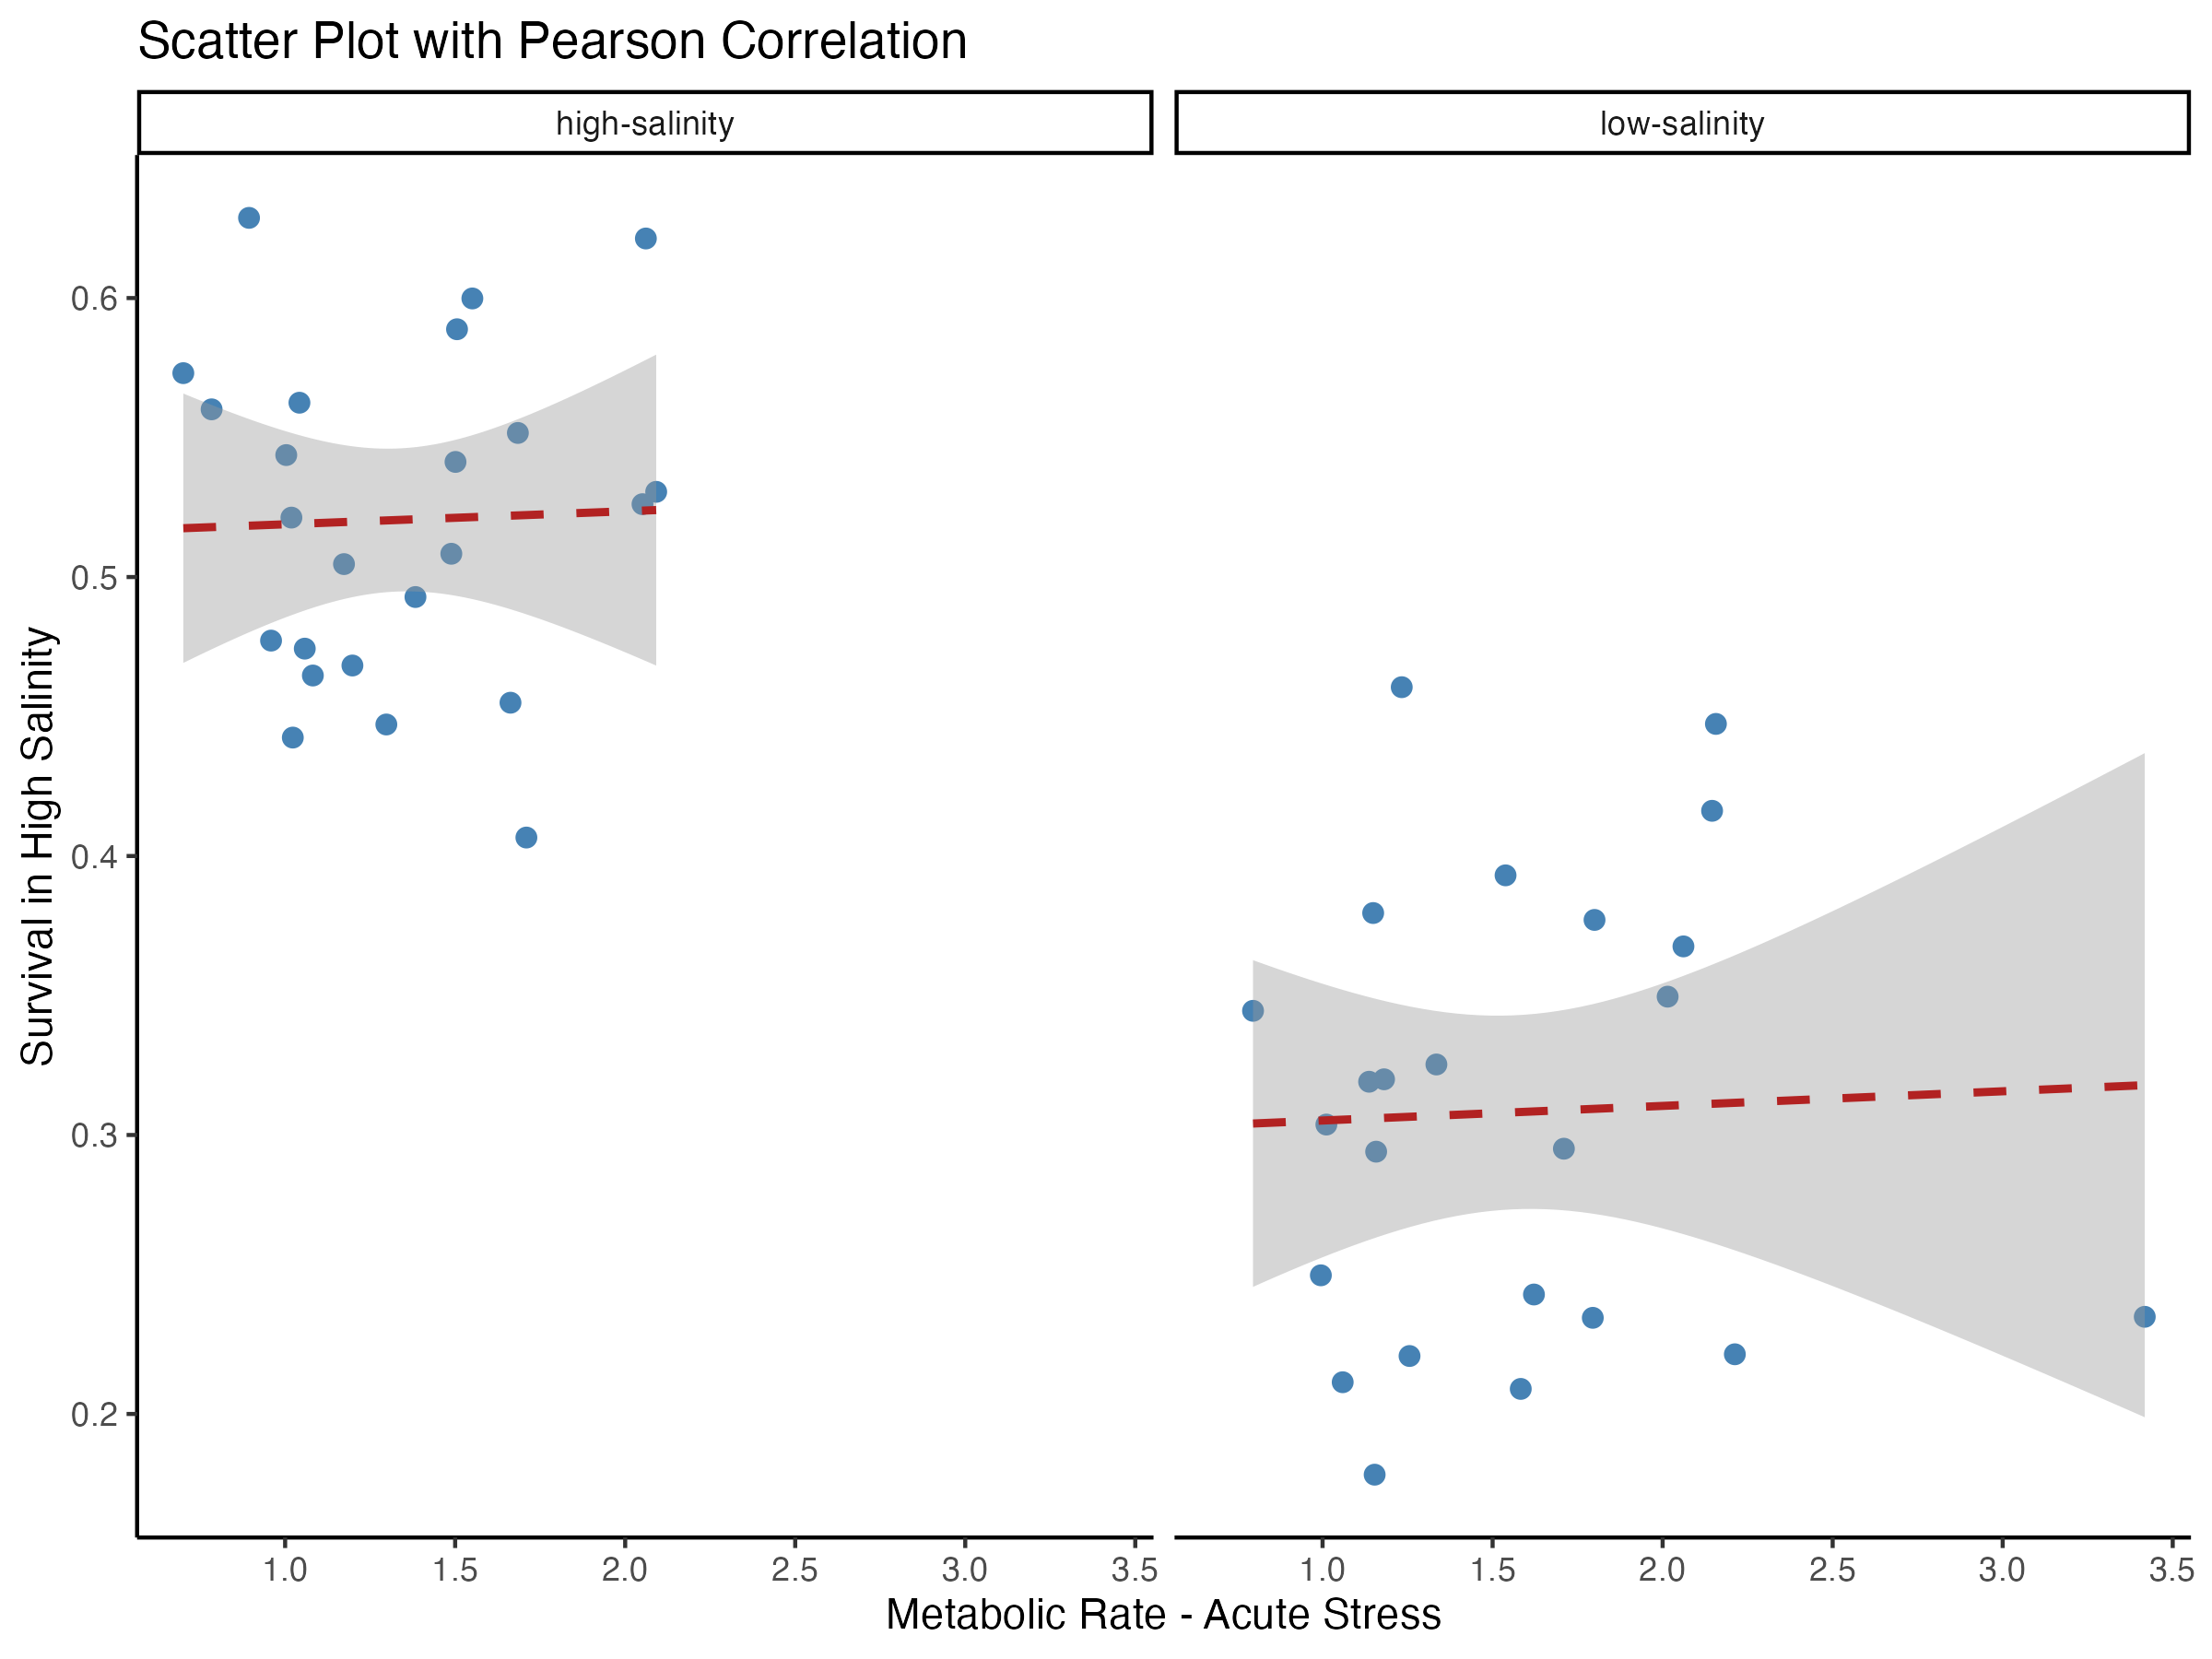 Scatter Plot with Pearson Correlation
high-salinity
low-salinity
Survival in High Salinity
0.6
0.5
0.4
0.3
0.2
1.0 1.5 2.0 2.5 3.0 3.5
1.0 1.5 2.0 2.5 3.0 3.5
Metabolic Rate - Acute Stress